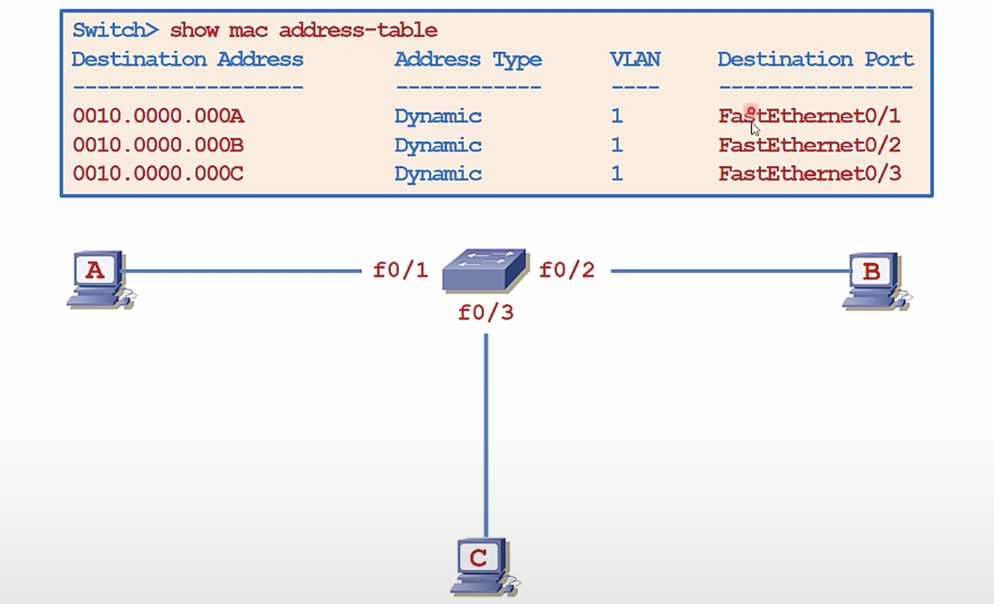 Switch> show mac address-table
Destination Address Address Type VLAN Destination Port
------------------- ------------ ---- ----------------
0010.0000.000A Dynamic 1 FastEthernet0/1
0010.0000.000B Dynamic 1 FastEthernet0/2
0010.0000.000C Dynamic 1 FastEthernet0/3
A f0/1 f0/2 B
f0/3
C